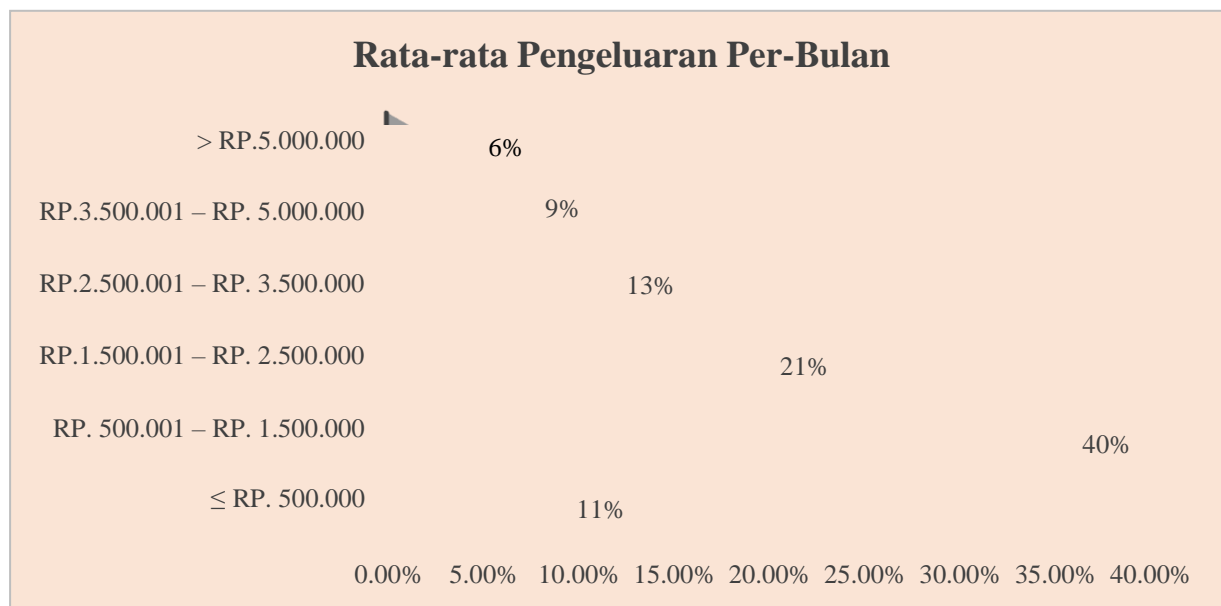 Rata-rata Pengeluaran Per-Bulan
> RP.5.000.000
6%
RP.3.500.001 – RP. 5.000.000
9%
RP.2.500.001 – RP. 3.500.000
13%
RP.1.500.001 – RP. 2.500.000
21%
RP. 500.001 – RP. 1.500.000
40%
≤ RP. 500.000
11%
0.00% 5.00% 10.00% 15.00% 20.00% 25.00% 30.00% 35.00% 40.00%